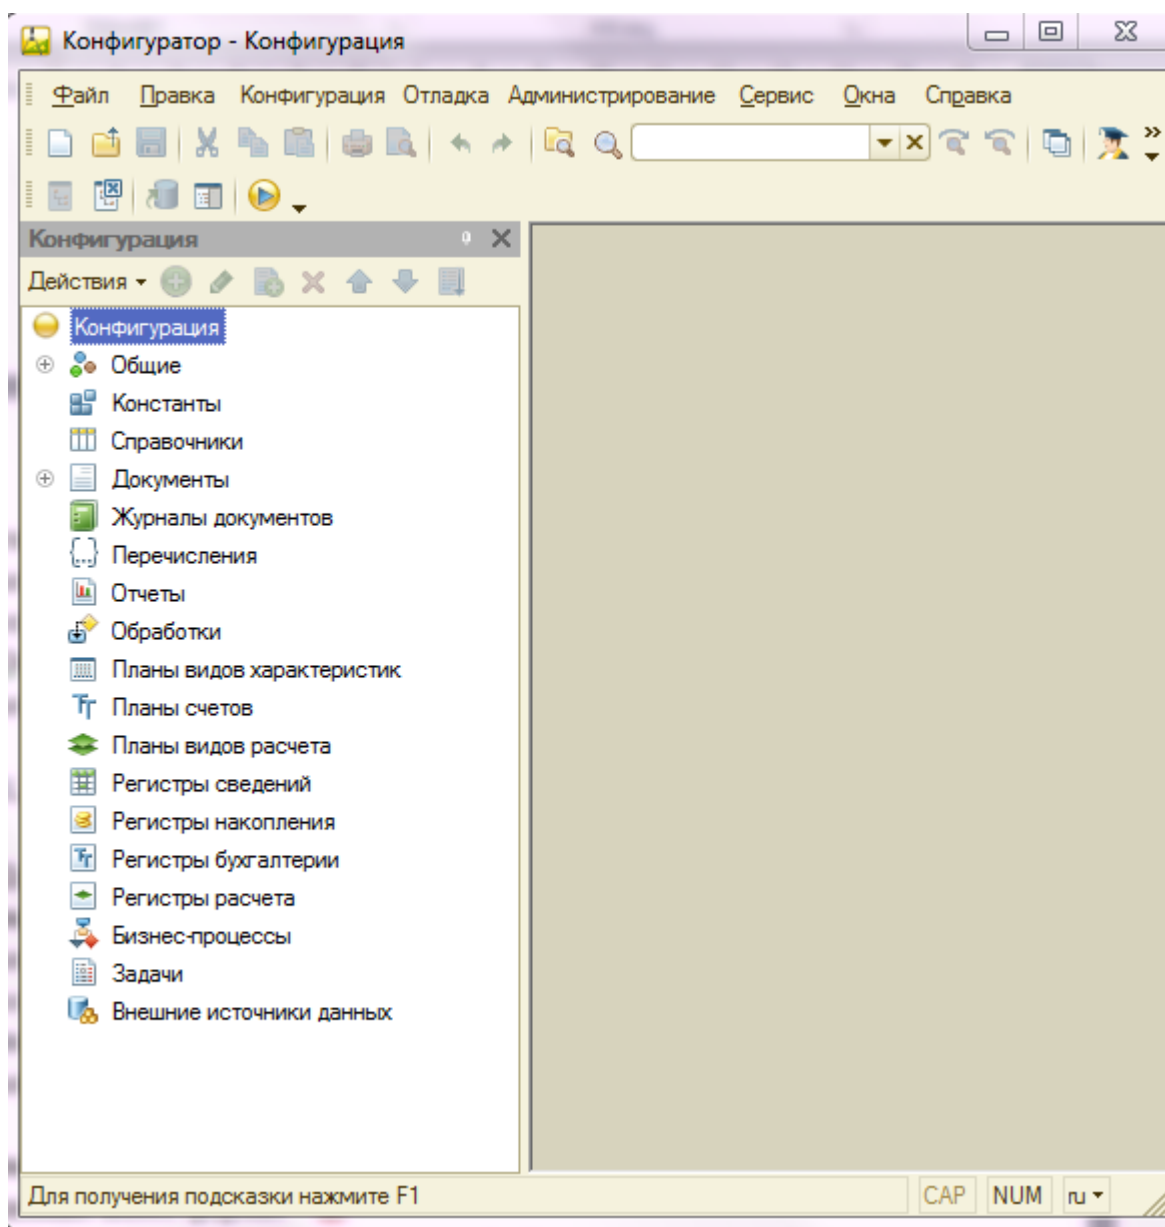 Конфигуратор - Конфигурация
Файл Правка Конфигурация Отладка Администрирование Сервис Окна Справка
Конфигурация
Действия
Конфигурация
Общие
Константы
Справочники
Документы
Журналы документов
Перечисления
Отчеты
Обработки
Планы видов характеристик
Планы счетов
Планы видов расчета
Регистры сведений
Регистры накопления
Регистры бухгалтерии
Регистры расчета
Бизнес-процессы
Задачи
Внешние источники данных
Для получения подсказки нажмите F1 CAP NUM ru